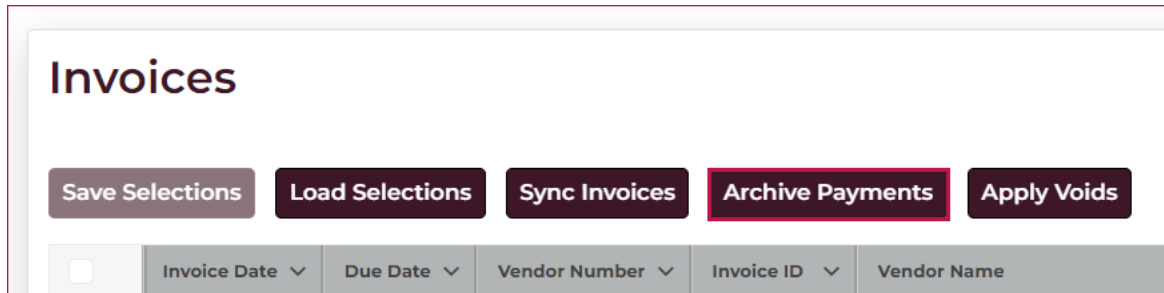 Invoices
Save Selections Load Selections Sync Invoices Archive Payments Apply Voids
Invoice Date Due Date Vendor Number Invoice ID Vendor Name